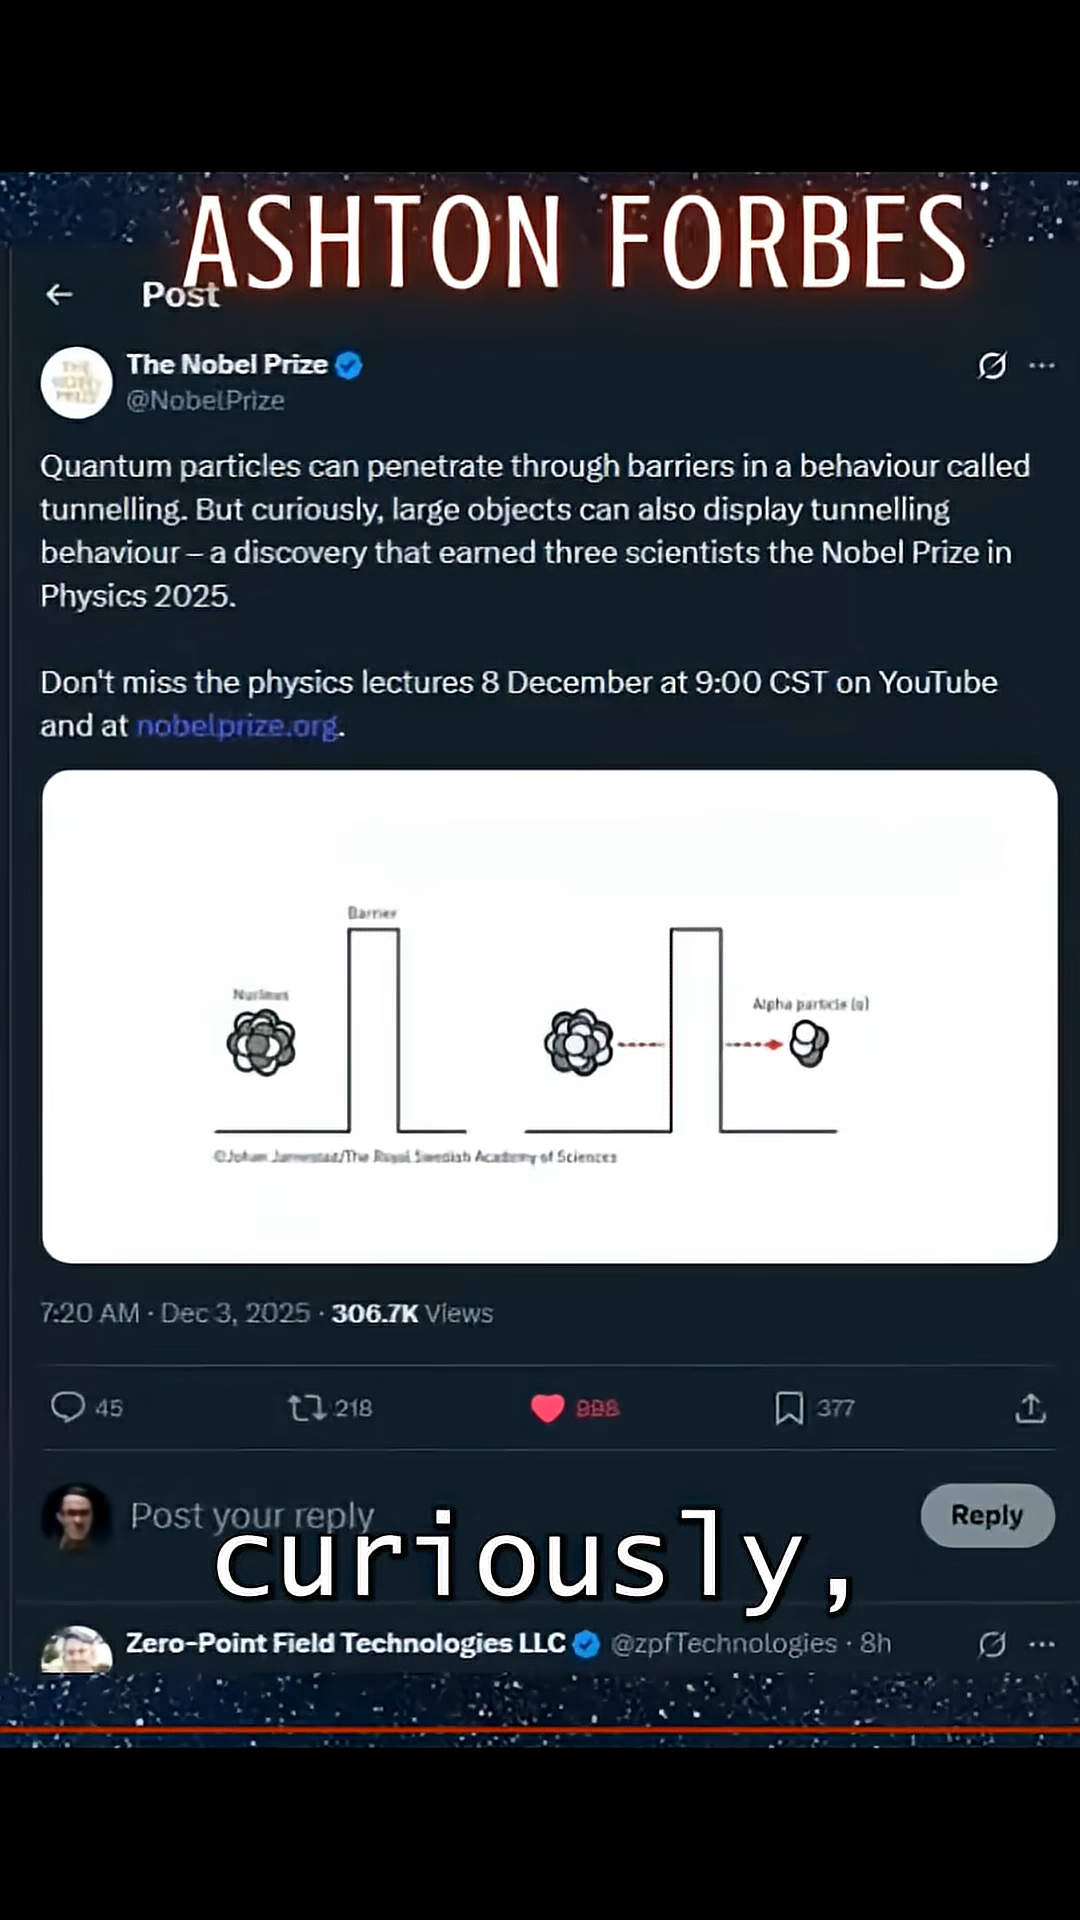 ASHTON FORBES
Post
The Nobel Prize
@NobelPrize
Quantum particles can penetrate through barriers in a behaviour called
tunnelling. But curiously, large objects can also display tunnelling
behaviour – a discovery that earned three scientists the Nobel Prize in
Physics 2025.
Don't miss the physics lectures 8 December at 9:00 CST on YouTube
and at nobelprize.org.
Barrier
Nucleus
Alpha particle (α)
©Johan Jarnestad/The Royal Swedish Academy of Sciences
7:20 AM · Dec 3, 2025 · 306.7K Views
45
218
998
377
Post your reply
Reply
curiously,
Zero-Point Field Technologies LLC @zpfTechnologies · 8h